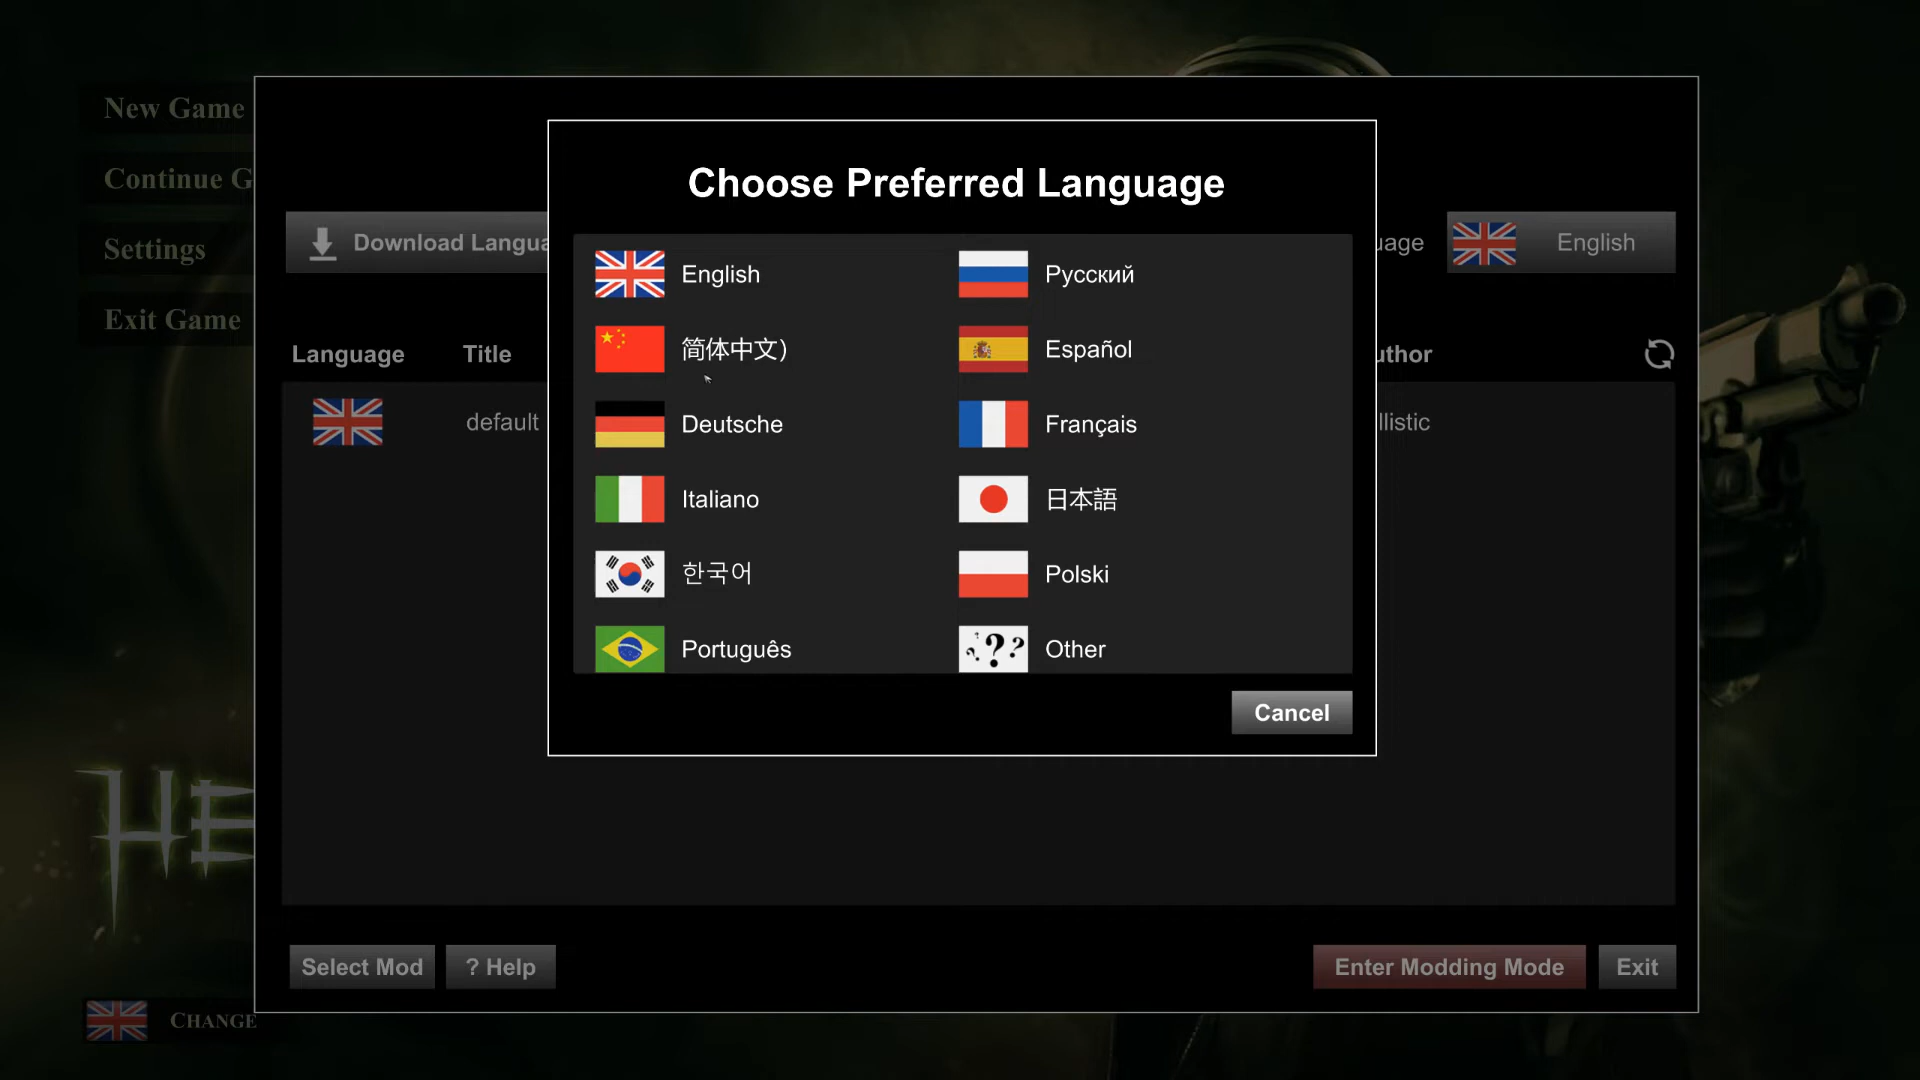 New Game
Continue G
Settings
Exit Game
Download Langua
uage
English
Language Title
uthor
default
llistic
Choose Preferred Language
English
Русский
简体中文)
Español
Deutsche
Français
Italiano
日本語
한국어
Polski
Português
Other
Cancel
HE
Select Mod
? Help
Enter Modding Mode
Exit
CHANGE